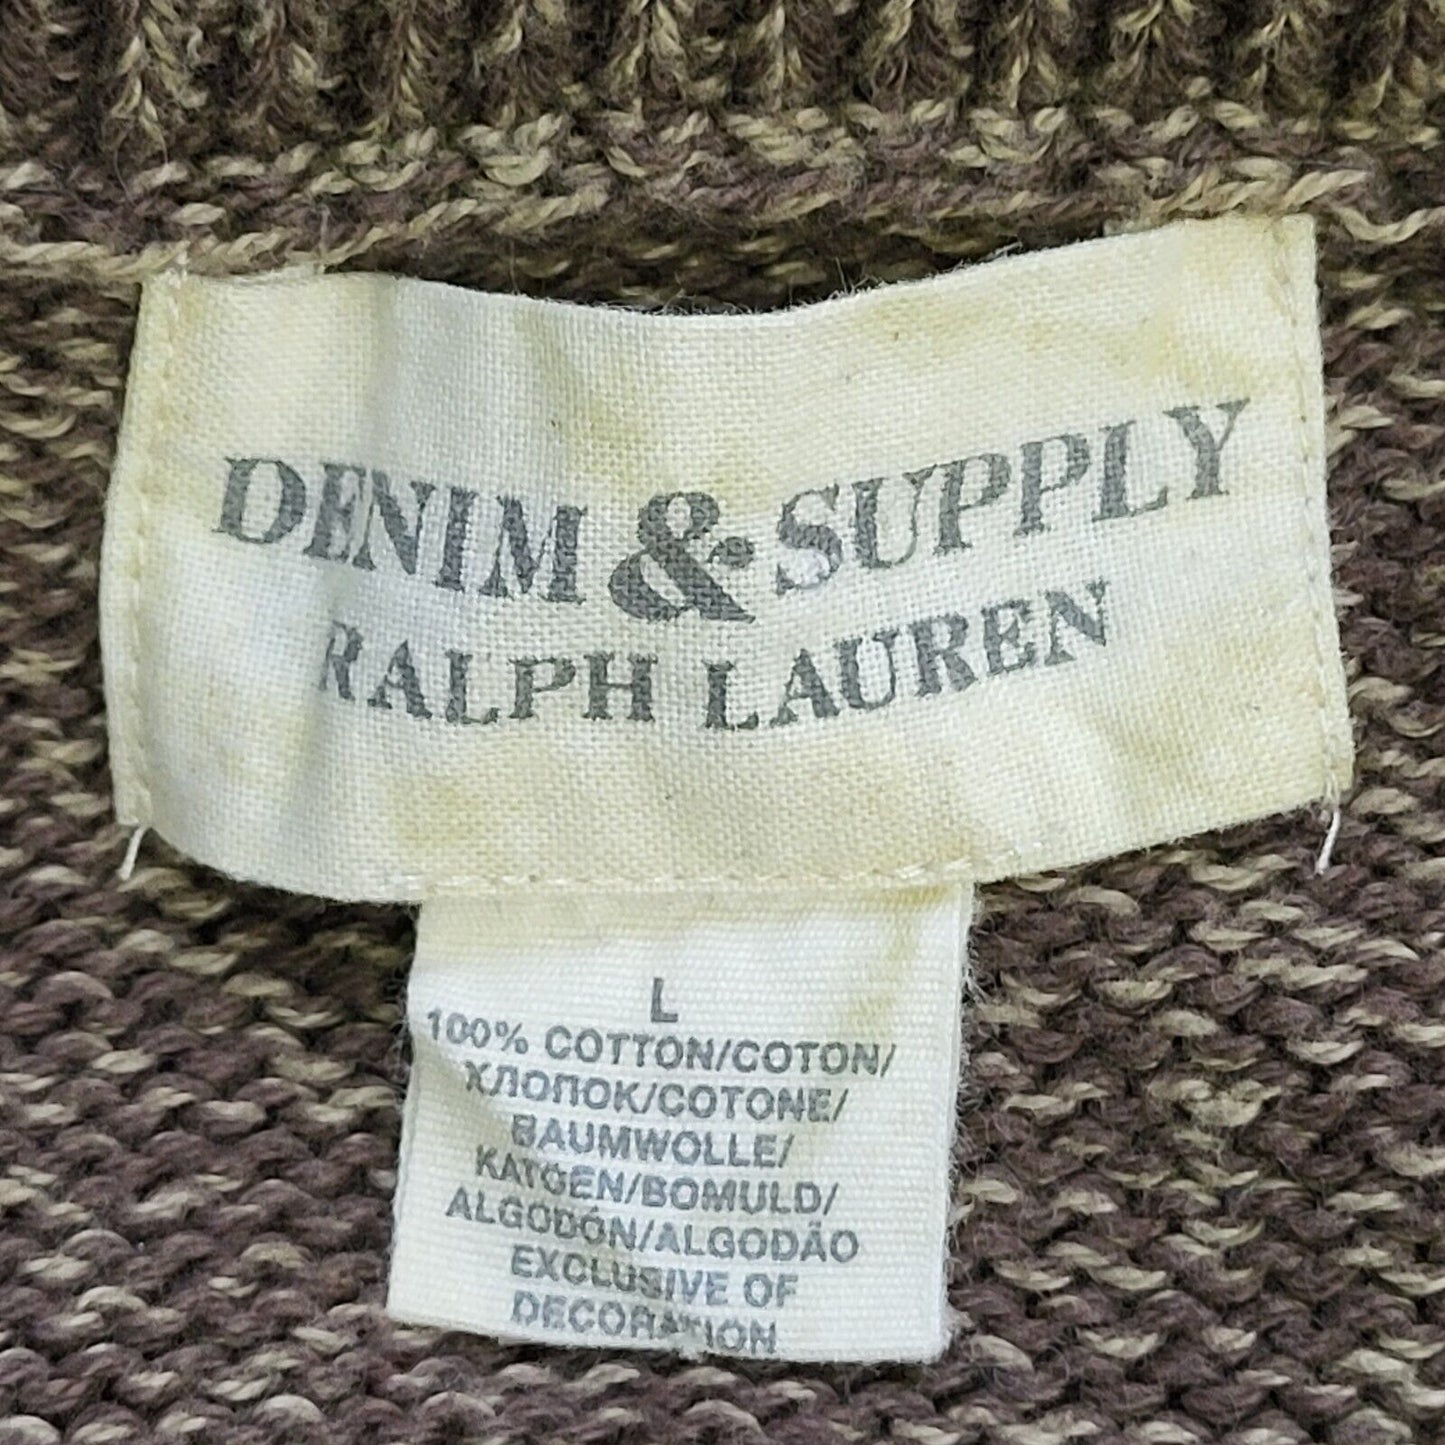 DENIM & SUPPLY
RALPH LAUREN
L
100% COTTON/COTON/
ХЛОПОК/COTONE/
BAUMWOLLE/
KATOEN/BOMULD/
ALGODÓN/ALGODÃO
EXCLUSIVE OF
DECORATION